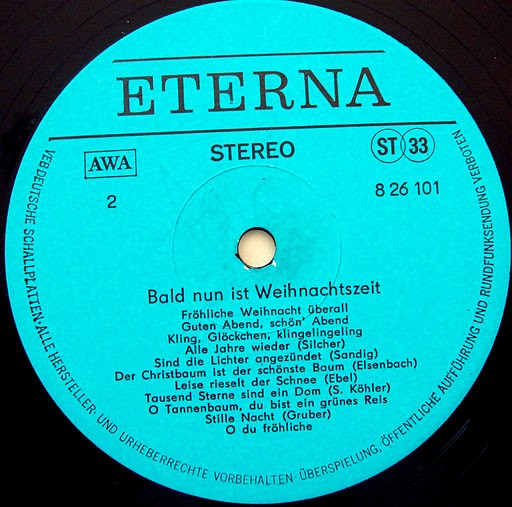 ETERNA
AWA
STEREO
ST 33
2
8 26 101
Bald nun ist Weihnachtszeit
Fröhliche Weihnacht überall
Guten Abend, schön' Abend
Kling, Glöckchen, klingelingeling
Alle Jahre wieder (Silcher)
Sind die Lichter angezündet (Sandig)
Der Christbaum ist der schönste Baum (Elsenbach)
Leise rieselt der Schnee (Ebel)
Tausend Sterne sind ein Dom (S. Köhler)
O Tannenbaum, du bist ein grünes Reis
Stille Nacht (Gruber)
O du fröhliche
VEB DEUTSCHE SCHALLPLATTEN·ALLE HERSTELLER- UND URHEBERRECHTE VORBEHALTEN·ÜBERSPIELUNG, ÖFFENTLICHE AUFFÜHRUNG UND RUNDFUNKSENDUNG VERBOTEN